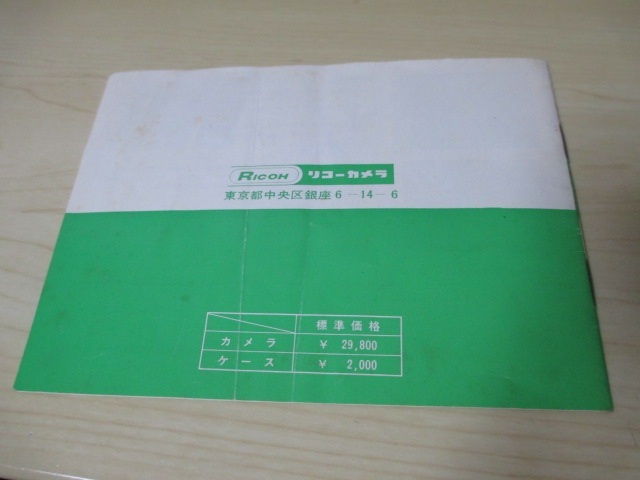 RICOH リコーカメラ
東京都中央区銀座6-14-6
標準価格
カメラ ¥ 29,800
ケース ¥ 2,000